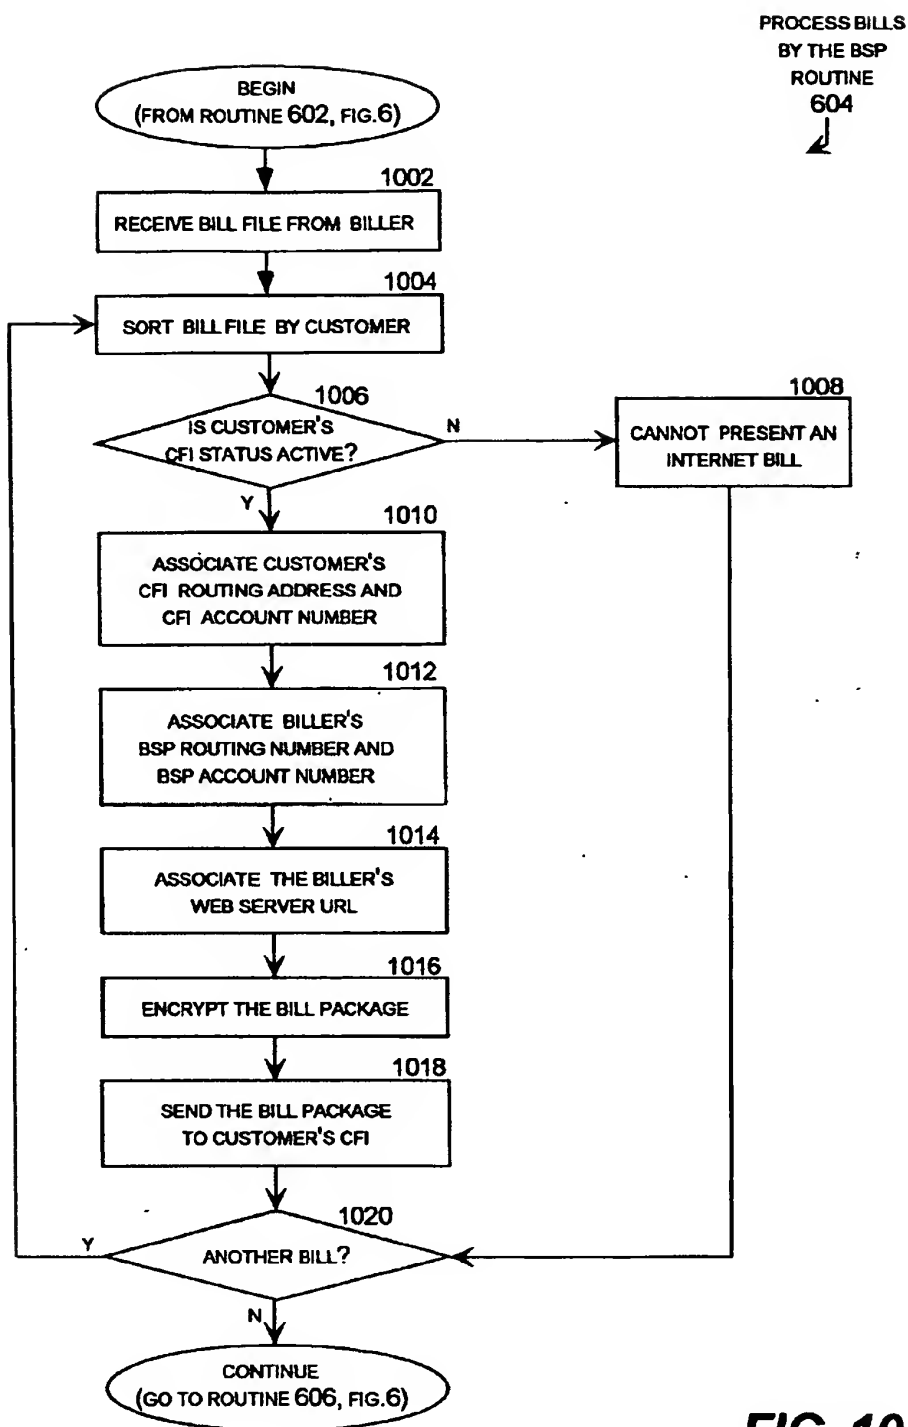 PROCESS BILLS
BY THE BSP
ROUTINE
604
BEGIN
(FROM ROUTINE 602, FIG.6)
1002
RECEIVE BILL FILE FROM BILLER
1004
SORT BILL FILE BY CUSTOMER
1006
IS CUSTOMER'S
CFI STATUS ACTIVE?
N
1008
CANNOT PRESENT AN
INTERNET BILL
Y
1010
ASSOCIATE CUSTOMER'S
CFI ROUTING ADDRESS AND
CFI ACCOUNT NUMBER
1012
ASSOCIATE BILLER'S
BSP ROUTING NUMBER AND
BSP ACCOUNT NUMBER
1014
ASSOCIATE THE BILLER'S
WEB SERVER URL
1016
ENCRYPT THE BILL PACKAGE
1018
SEND THE BILL PACKAGE
TO CUSTOMER'S CFI
1020
Y
ANOTHER BILL?
N
CONTINUE
(GO TO ROUTINE 606, FIG.6)
FIG. 10